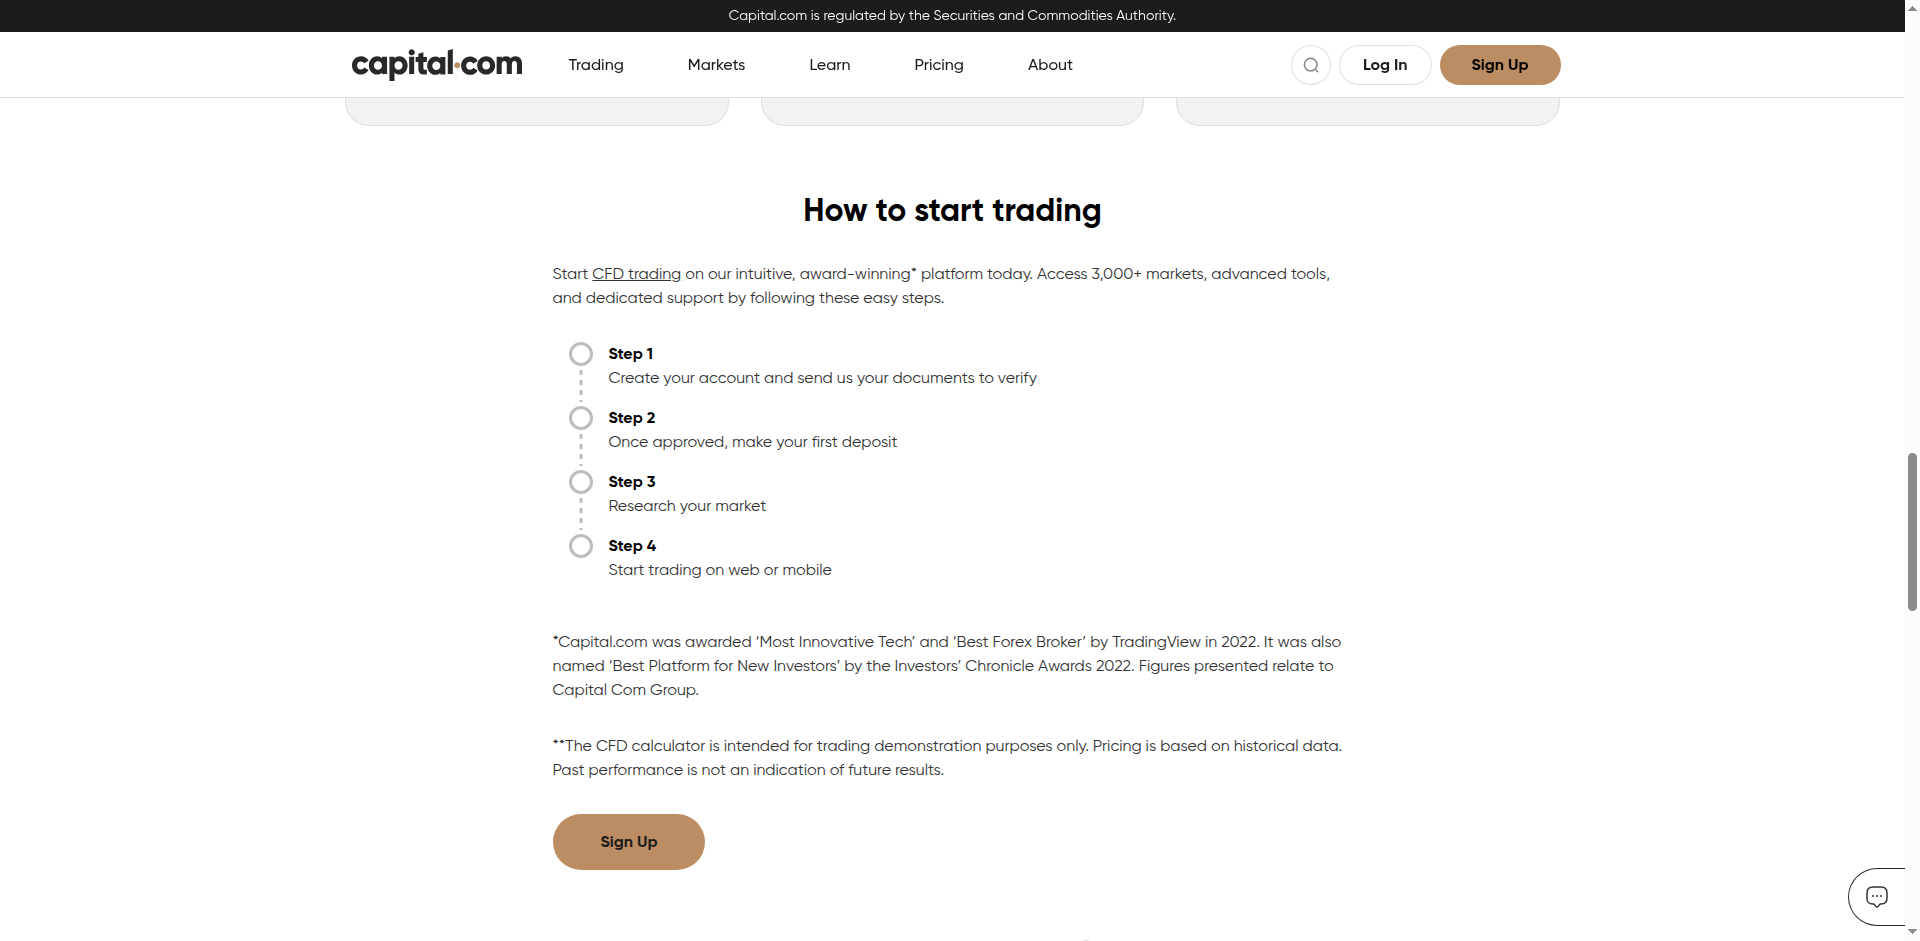 Capital.com is regulated by the Securities and Commodities Authority.
capital.com
Trading
Markets
Learn
Pricing
About
Log In
Sign Up
How to start trading
Start CFD trading on our intuitive, award-winning* platform today. Access 3,000+ markets, advanced tools,
and dedicated support by following these easy steps.
Step 1
Create your account and send us your documents to verify
Step 2
Once approved, make your first deposit
Step 3
Research your market
Step 4
Start trading on web or mobile
*Capital.com was awarded ‘Most Innovative Tech’ and ‘Best Forex Broker’ by TradingView in 2022. It was also
named ‘Best Platform for New Investors’ by the Investors’ Chronicle Awards 2022. Figures presented relate to
Capital Com Group.
**The CFD calculator is intended for trading demonstration purposes only. Pricing is based on historical data.
Past performance is not an indication of future results.
Sign Up